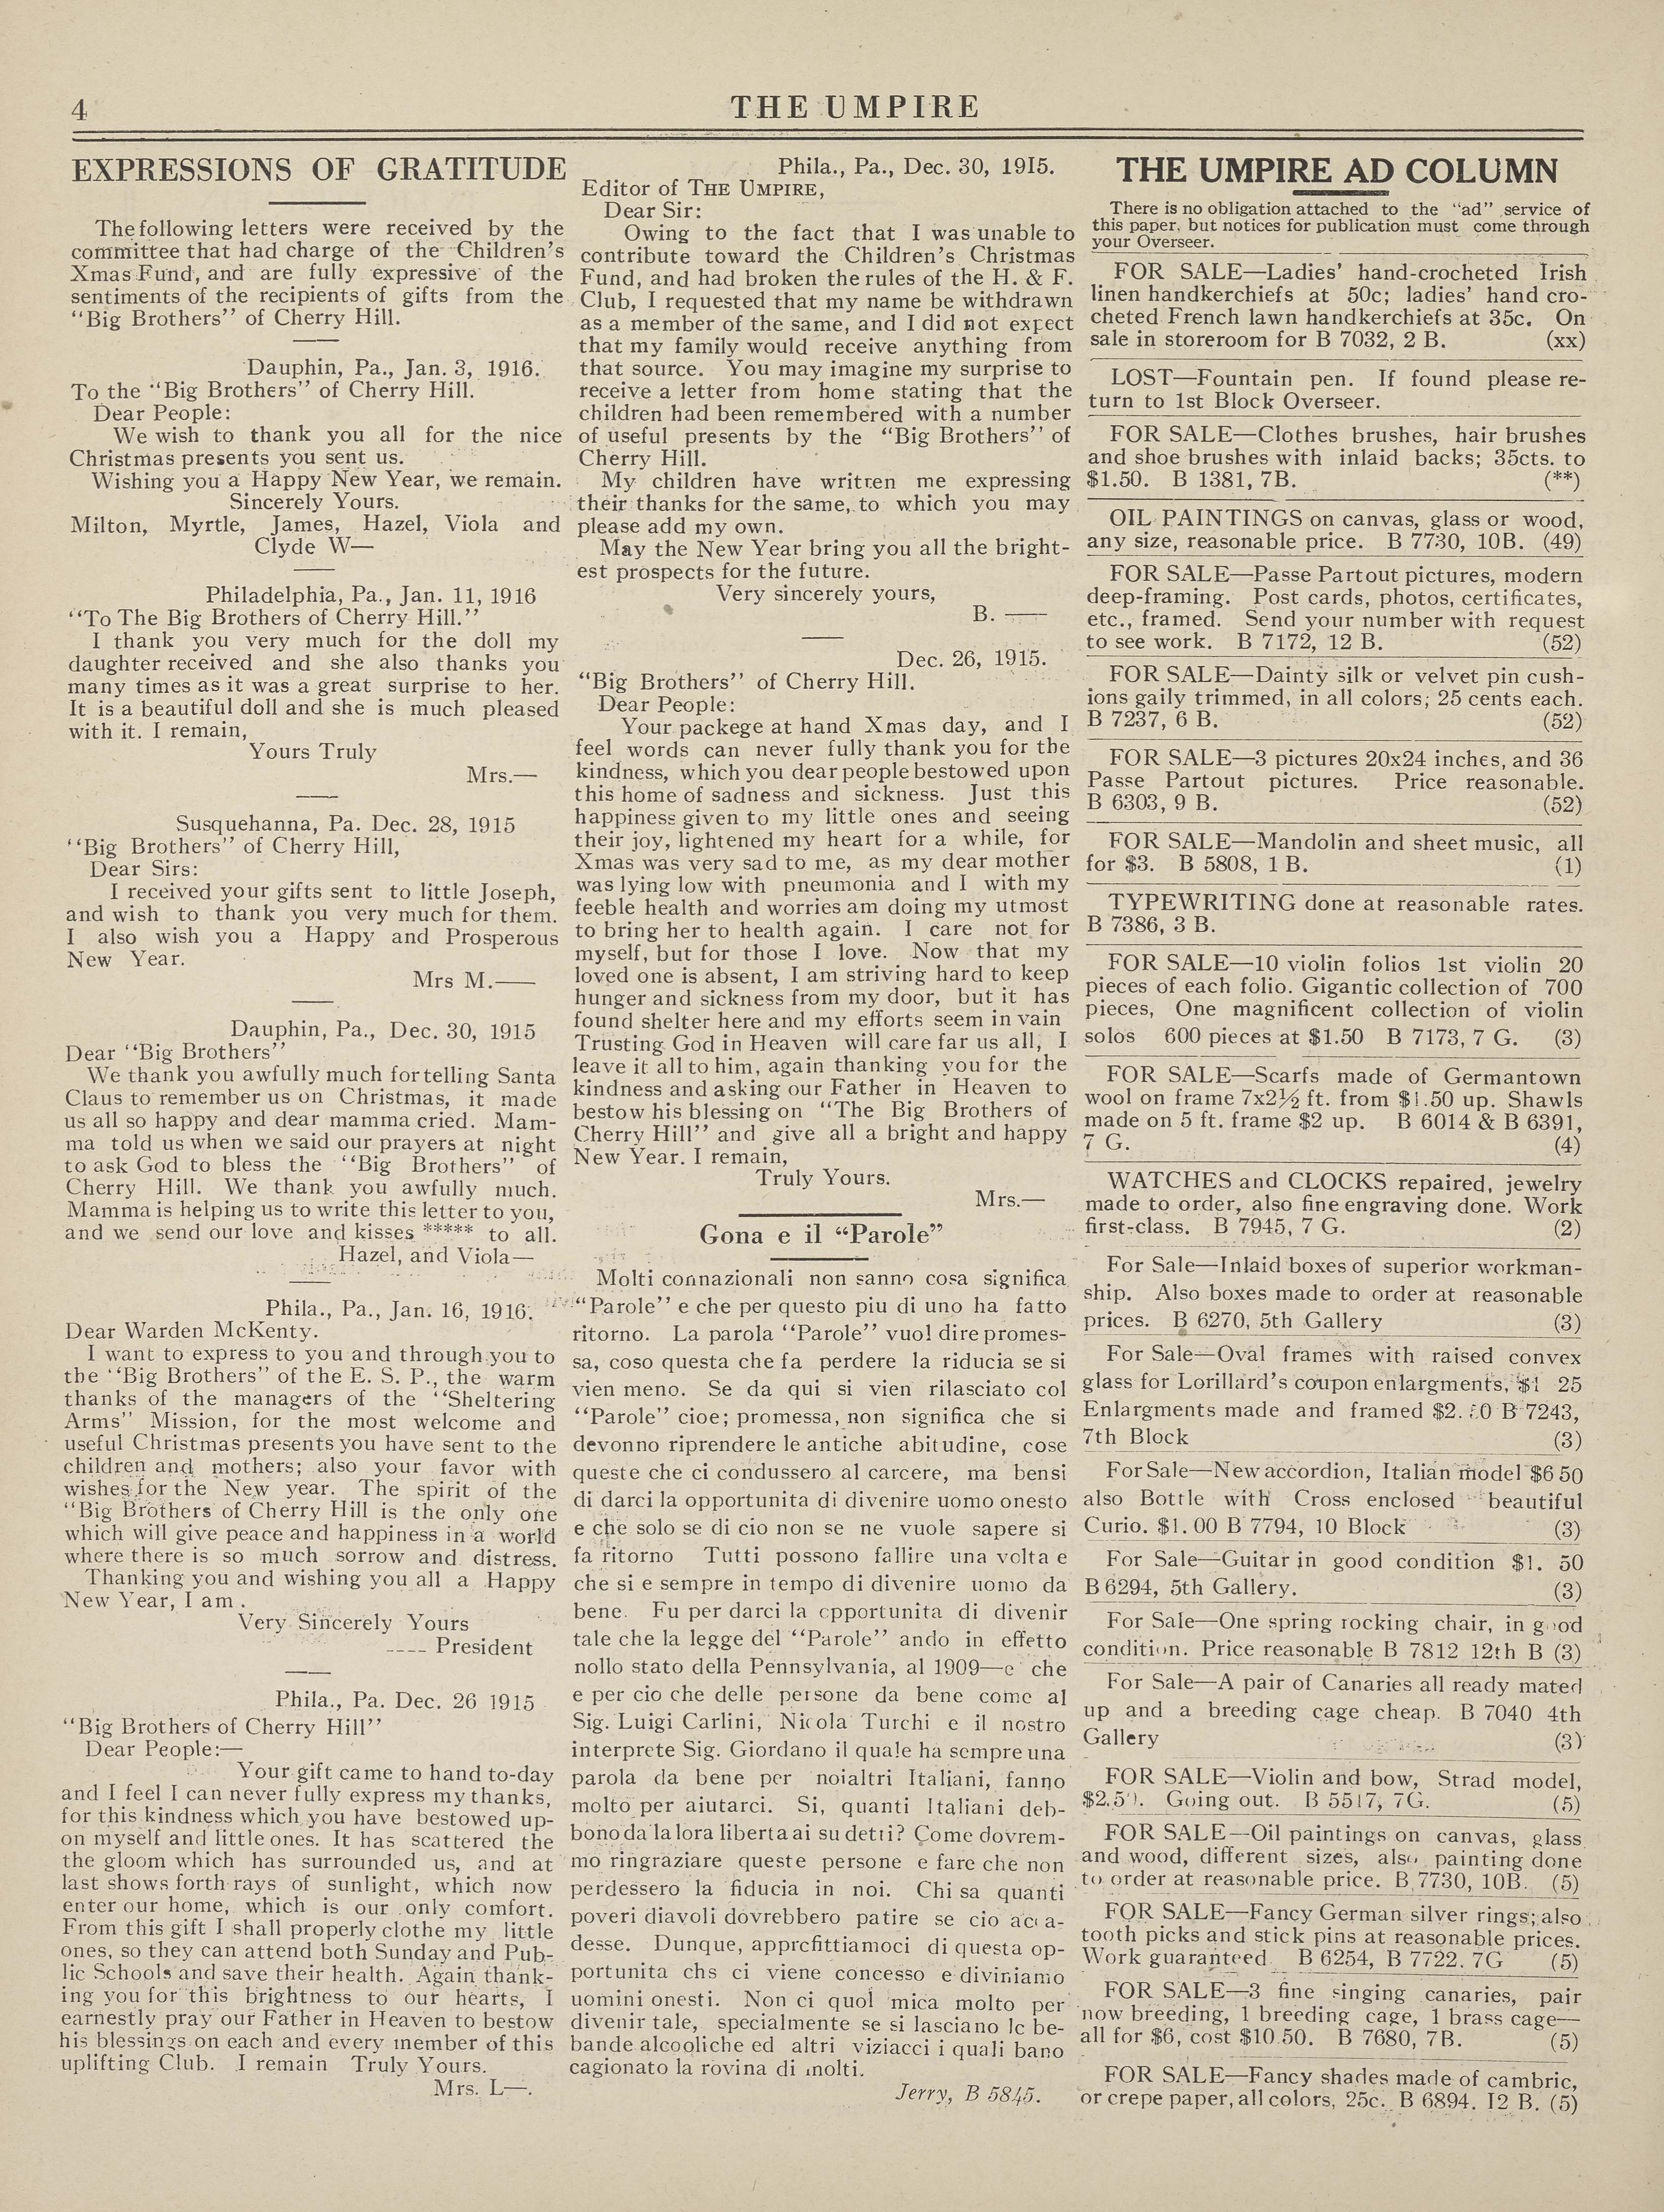 4
THE UMPIRE
EXPRESSIONS OF GRATITUDE
The following letters were received by the
committee that had charge of the Children's
Xmas Fund, and are fully expressive of the
sentiments of the recipients of gifts from the
"Big Brothers" of Cherry Hill.
Dauphin, Pa., Jan. 3, 1916.
To the "Big Brothers" of Cherry Hill.
Dear People:
We wish to thank you all for the nice
Christmas presents you sent us.
Wishing you a Happy New Year, we remain.
Sincerely Yours.
Milton, Myrtle, James, Hazel, Viola and
Clyde W—
Philadelphia, Pa., Jan. 11, 1916
"To The Big Brothers of Cherry Hill."
I thank you very much for the doll my
daughter received and she also thanks you
many times as it was a great surprise to her.
It is a beautiful doll and she is much pleased
with it. I remain,
Yours Truly
Mrs.—
Susquehanna, Pa. Dec. 28, 1915
"Big Brothers" of Cherry Hill,
Dear Sirs:
I received your gifts sent to little Joseph,
and wish to thank you very much for them.
I also wish you a Happy and Prosperous
New Year.
Mrs M.—
Dauphin, Pa., Dec. 30, 1915
Dear "Big Brothers"
We thank you awfully much for telling Santa
Claus to remember us on Christmas, it made
us all so happy and dear mamma cried. Mam-
ma told us when we said our prayers at night
to ask God to bless the "Big Brothers" of
Cherry Hill. We thank you awfully much.
Mamma is helping us to write this letter to you,
and we send our love and kisses ***** to all.
Hazel, and Viola—
Phila., Pa., Jan. 16, 1916.
Dear Warden McKenty.
I want to express to you and through you to
the "Big Brothers" of the E. S. P., the warm
thanks of the managers of the "Sheltering
Arms" Mission, for the most welcome and
useful Christmas presents you have sent to the
children and mothers; also your favor with
wishes for the New year. The spirit of the
"Big Brothers of Cherry Hill is the only one
which will give peace and happiness in a world
where there is so much sorrow and distress.
Thanking you and wishing you all a Happy
New Year, I am.
Very Sincerely Yours
---- President
Phila., Pa. Dec. 26 1915
"Big Brothers of Cherry Hill"
Dear People:—
Your gift came to hand to-day
and I feel I can never fully express my thanks,
for this kindness which you have bestowed up-
on myself and little ones. It has scattered the
the gloom which has surrounded us, and at
last shows forth rays of sunlight, which now
enter our home, which is our only comfort.
From this gift I shall properly clothe my little
ones, so they can attend both Sunday and Pub-
lic Schools and save their health. Again thank-
ing you for this brightness to our hearts, I
earnestly pray our Father in Heaven to bestow
his blessings on each and every member of this
uplifting Club. I remain Truly Yours.
Mrs. L—.
Phila., Pa., Dec. 30, 1915.
Editor of THE UMPIRE,
Dear Sir:
Owing to the fact that I was unable to
contribute toward the Children's Christmas
Fund, and had broken the rules of the H. & F.
Club, I requested that my name be withdrawn
as a member of the same, and I did not expect
that my family would receive anything from
that source. You may imagine my surprise to
receive a letter from home stating that the
children had been remembered with a number
of useful presents by the "Big Brothers" of
Cherry Hill.
My children have writren me expressing
their thanks for the same, to which you may
please add my own.
May the New Year bring you all the bright-
est prospects for the future.
Very sincerely yours,
B. —
Dec. 26, 1915.
"Big Brothers" of Cherry Hill.
Dear People:
Your packege at hand Xmas day, and I
feel words can never fully thank you for the
kindness, which you dear people bestowed upon
this home of sadness and sickness. Just this
happiness given to my little ones and seeing
their joy, lightened my heart for a while, for
Xmas was very sad to me, as my dear mother
was lying low with pneumonia and I with my
feeble health and worries am doing my utmost
to bring her to health again. I care not for
myself, but for those I love. Now that my
loved one is absent, I am striving hard to keep
hunger and sickness from my door, but it has
found shelter here and my efforts seem in vain
Trusting God in Heaven will care far us all, I
leave it all to him, again thanking you for the
kindness and asking our Father in Heaven to
bestow his blessing on "The Big Brothers of
Cherry Hill" and give all a bright and happy
New Year. I remain,
Truly Yours.
Mrs.—
Gona e il "Parole"
Molti connazionali non sanno cosa significa
"Parole" e che per questo piu di uno ha fatto
ritorno. La parola "Parole" vuol dire promes-
sa, coso questa che fa perdere la riducia se si
vien meno. Se da qui si vien rilasciato col
"Parole" cioe; promessa, non significa che si
devonno riprendere le antiche abitudine, cose
queste che ci condussero al carcere, ma bensi
di darci la opportunita di divenire uomo onesto
e che solo se di cio non se ne vuole sapere si
fa ritorno Tutti possono fallire una volta e
che si e sempre in tempo di divenire uomo da
bene. Fu per darci la opportunita di divenir
tale che la legge del "Parole" ando in effetto
nollo stato della Pennsylvania, al 1909—e che
e per cio che delle persone da bene come al
Sig. Luigi Carlini, Nicola Turchi e il nostro
interprete Sig. Giordano il quale ha sempre una
parola da bene per noialtri Italiani, fanno
molto per aiutarci. Si, quanti Italiani deb-
bono da la lora liberta ai su detti? Come dovrem-
mo ringraziare queste persone e fare che non
perdessero la fiducia in noi. Chi sa quanti
poveri diavoli dovrebbero patire se cio aca-
desse. Dunque, apprcfittiamoci di questa op-
portunita chs ci viene concesso e diviniamo
uomini onesti. Non ci quol mica molto per
divenir tale, specialmente se si lasciano le be-
bande alcooliche ed altri viziacci i quali bano
cagionato la rovina di molti.
Jerry, B 5845.
THE UMPIRE AD COLUMN
There is no obligation attached to the "ad" service of
this paper, but notices for publication must come through
your Overseer.
FOR SALE—Ladies' hand-crocheted Irish
linen handkerchiefs at 50c; ladies' hand cro-
cheted French lawn handkerchiefs at 35c. On
sale in storeroom for B 7032, 2 B. (xx)
LOST—Fountain pen. If found please re-
turn to 1st Block Overseer.
FOR SALE—Clothes brushes, hair brushes
and shoe brushes with inlaid backs; 35cts. to
$1.50. B 1381, 7B. (**)
OIL PAINTINGS on canvas, glass or wood,
any size, reasonable price. B 7730, 10B. (49)
FOR SALE—Passe Partout pictures, modern
deep-framing. Post cards, photos, certificates,
etc., framed. Send your number with request
to see work. B 7172, 12 B. (52)
FOR SALE—Dainty silk or velvet pin cush-
ions gaily trimmed, in all colors; 25 cents each.
B 7237, 6 B. (52)
FOR SALE—3 pictures 20x24 inches, and 36
Passe Partout pictures. Price reasonable.
B 6303, 9 B. (52)
FOR SALE—Mandolin and sheet music, all
for $3. B 5808, 1 B. (1)
TYPEWRITING done at reasonable rates.
B 7386, 3 B.
FOR SALE—10 violin folios 1st violin 20
pieces of each folio. Gigantic collection of 700
pieces, One magnificent collection of violin
solos 600 pieces at $1.50 B 7173, 7 G. (3)
FOR SALE—Scarfs made of Germantown
wool on frame 7x2½ ft. from $1.50 up. Shawls
made on 5 ft. frame $2 up. B 6014 & B 6391,
7 G. (4)
WATCHES and CLOCKS repaired, jewelry
made to order, also fine engraving done. Work
first-class. B 7945, 7 G. (2)
For Sale—Inlaid boxes of superior workman-
ship. Also boxes made to order at reasonable
prices. B 6270, 5th Gallery (3)
For Sale—Oval frames with raised convex
glass for Lorillard's coupon enlargments, $1 25
Enlargments made and framed B 7243,
7th Block (3)
For Sale—New accordion, Italian model $6 50
also Bottle with Cross enclosed beautiful
Curio. $1.00 B 7794, 10 Block (3)
For Sale—Guitar in good condition $1. 50
B 6294, 5th Gallery. (3)
For Sale—One spring rocking chair, in good
condition. Price reasonable B 7812 12th B (3)
For Sale—A pair of Canaries all ready mated
up and a breeding cage cheap. B 7040 4th
Gallery (3)
FOR SALE—Violin and bow, Strad model,
$2.50. Going out. B 5517, 7G. (5)
FOR SALE—Oil paintings on canvas, glass
and wood, different sizes, also painting done
to order at reasonable price. B 7730, 10B. (5)
FOR SALE—Fancy German silver rings; also
tooth picks and stick pins at reasonable prices.
Work guaranteed. B 6254, B 7722. 7G (5)
FOR SALE—3 fine singing canaries, pair
now breeding, 1 breeding cage, 1 brass cage—
all for $6, cost $10.50. B 7680, 7B. (5)
FOR SALE—Fancy shades made of cambric,
or crepe paper, all colors, 25c. B 6894. 12 B. (5)